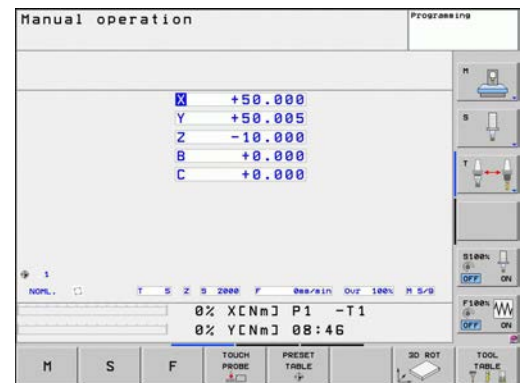 Manual operation
Programming
M
X +50.000
Y +50.005
Z -10.000
B +0.000
C +0.000
S
T
S100%
OFF ON
1
NOML. T 5 Z S 2000 F 0mm/min Ovr 100% M 5/9
0% X[Nm] P1 -T1
0% Y[Nm] 08:46
F100%
OFF ON
M
S
F
TOUCH PROBE
PRESET TABLE
3D ROT
TOOL TABLE